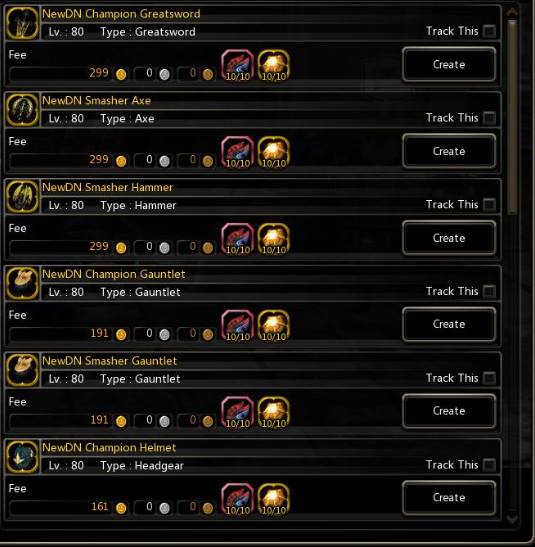 NewDN Champion Greatsword
Lv. : 80 Type : Greatsword Track This
Fee
299 0 0 10/10 10/10 Create
NewDN Smasher Axe
Lv. : 80 Type : Axe Track This
Fee
299 0 0 10/10 10/10 Create
NewDN Smasher Hammer
Lv. : 80 Type : Hammer Track This
Fee
299 0 0 10/10 10/10 Create
NewDN Champion Gauntlet
Lv. : 80 Type : Gauntlet Track This
Fee
191 0 0 10/10 10/10 Create
NewDN Smasher Gauntlet
Lv. : 80 Type : Gauntlet Track This
Fee
191 0 0 10/10 10/10 Create
NewDN Champion Helmet
Lv. : 80 Type : Headgear Track This
Fee
161 0 0 10/10 10/10 Create